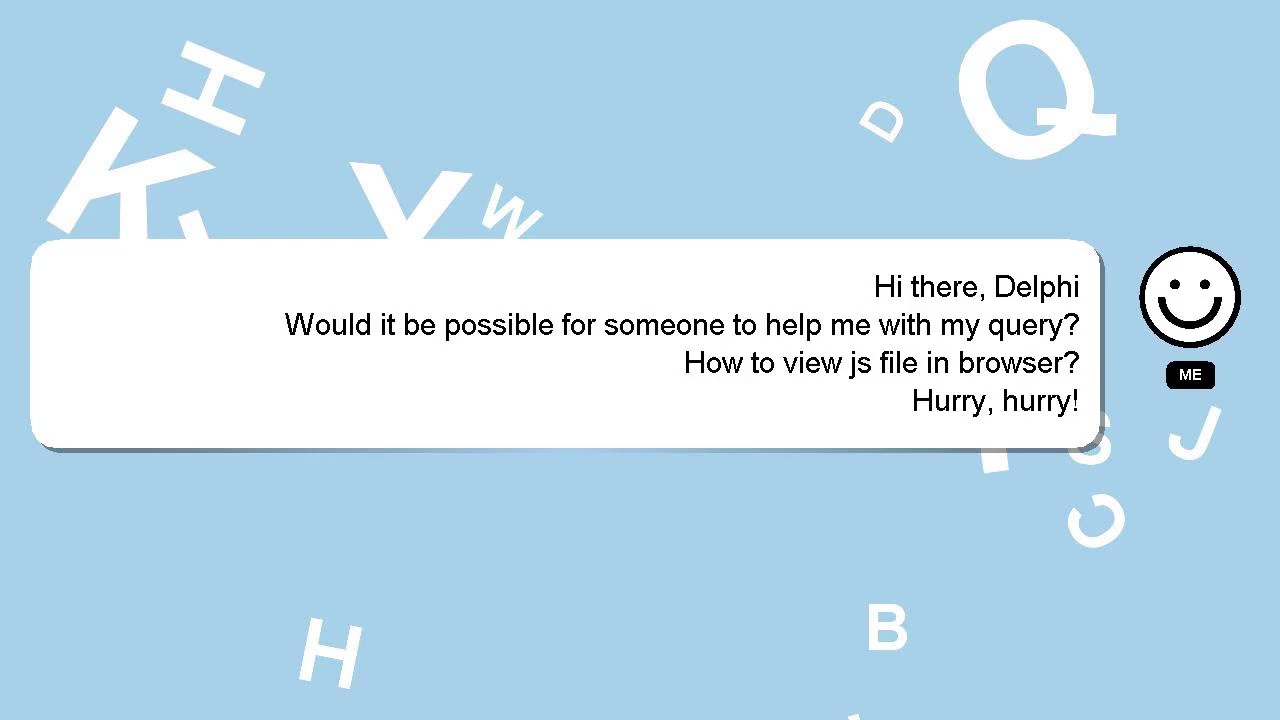 H
K
Y
W
D
Q
Hi there, Delphi
Would it be possible for someone to help me with my query?
How to view js file in browser?
Hurry, hurry!
ME
S
J
C
H
B